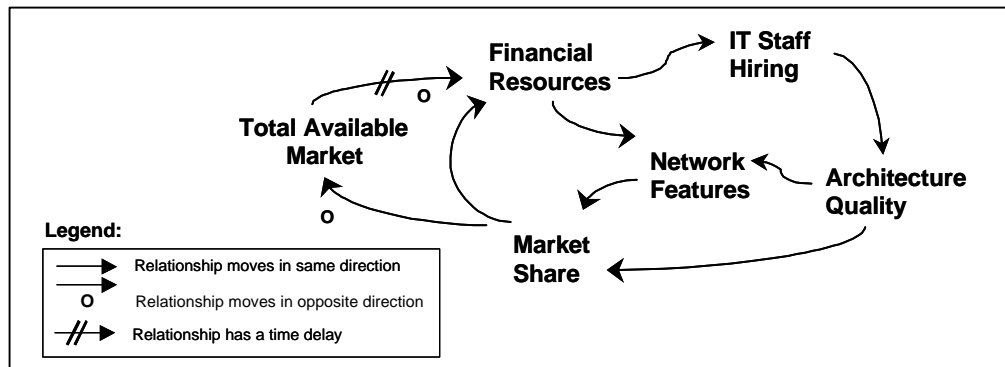 Financial
Resources
IT Staff
Hiring
O
Total Available
Market
Network
Features
Architecture
Quality
O
Market
Share
Legend:
Relationship moves in same direction
O Relationship moves in opposite direction
Relationship has a time delay